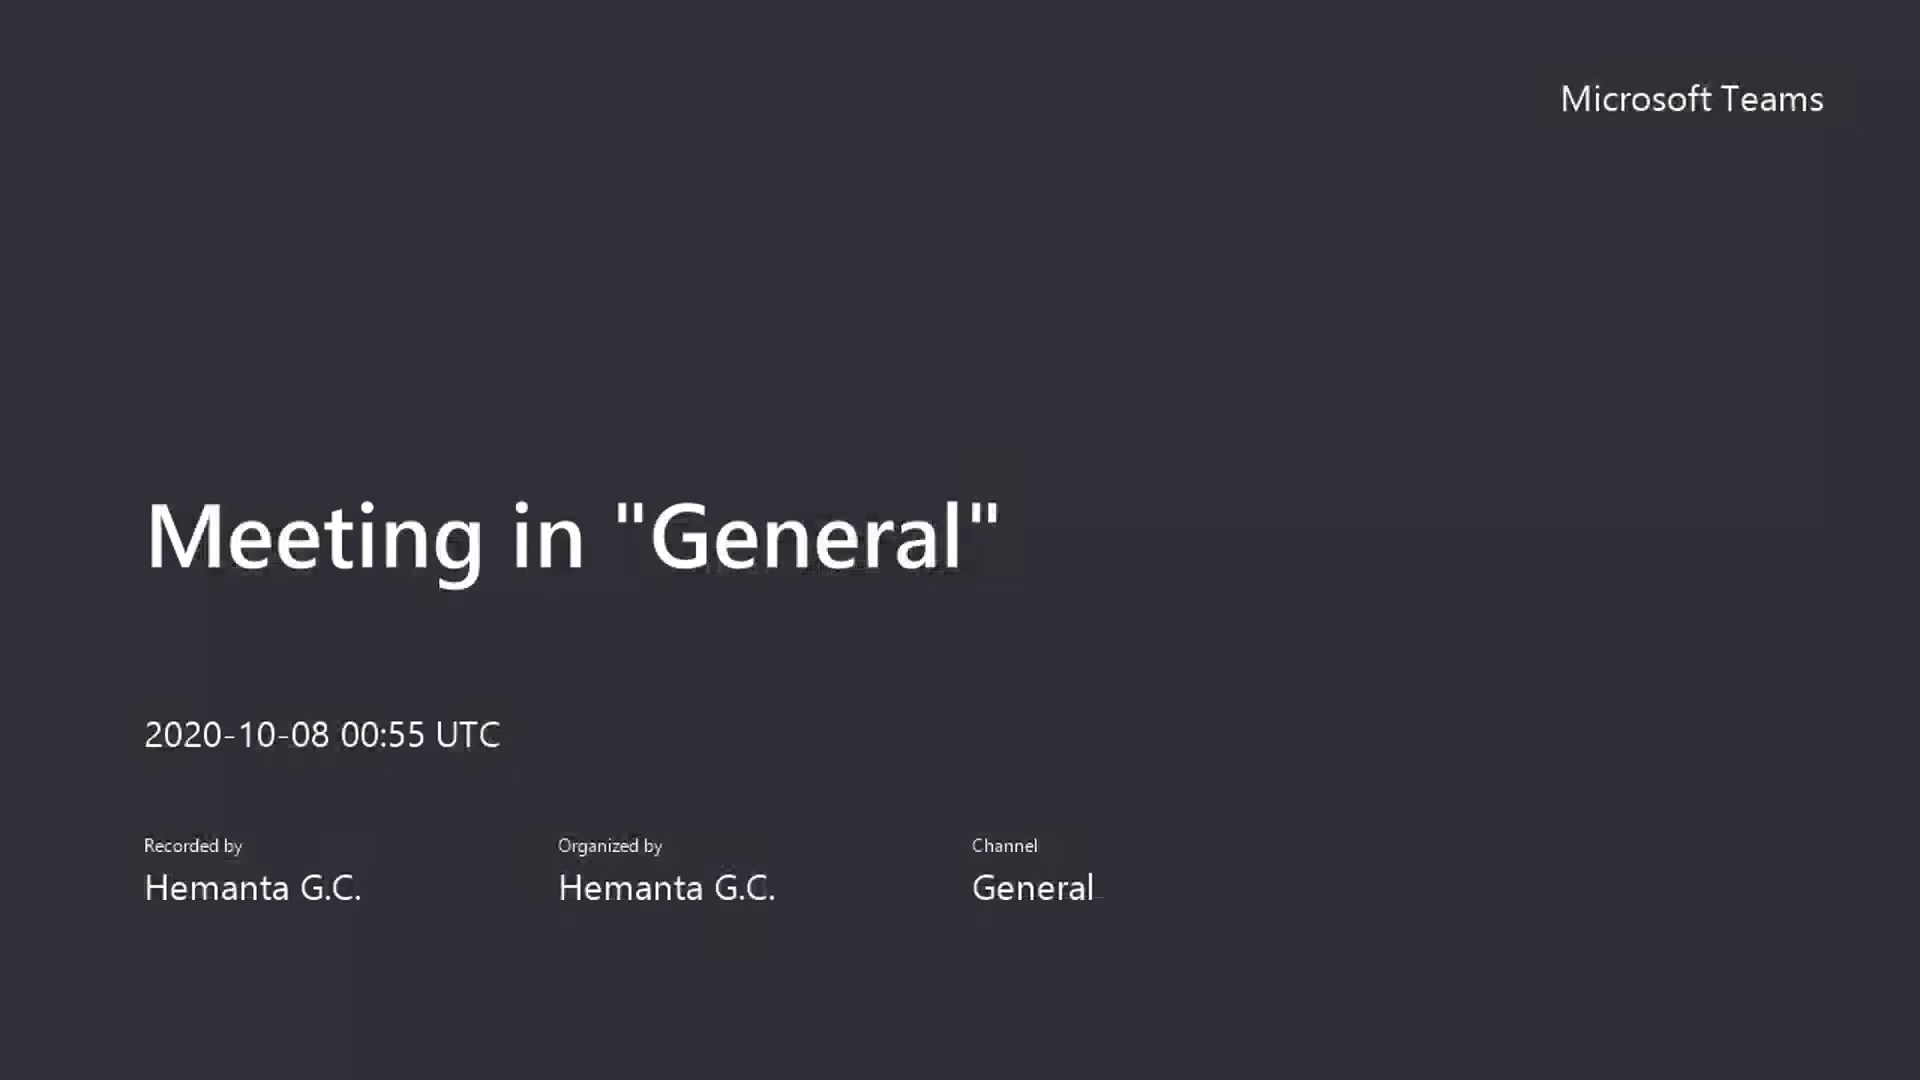 Microsoft Teams
Meeting in "General"
2020-10-08 00:55 UTC
Recorded by
Hemanta G.C.
Organized by
Hemanta G.C.
Channel
General